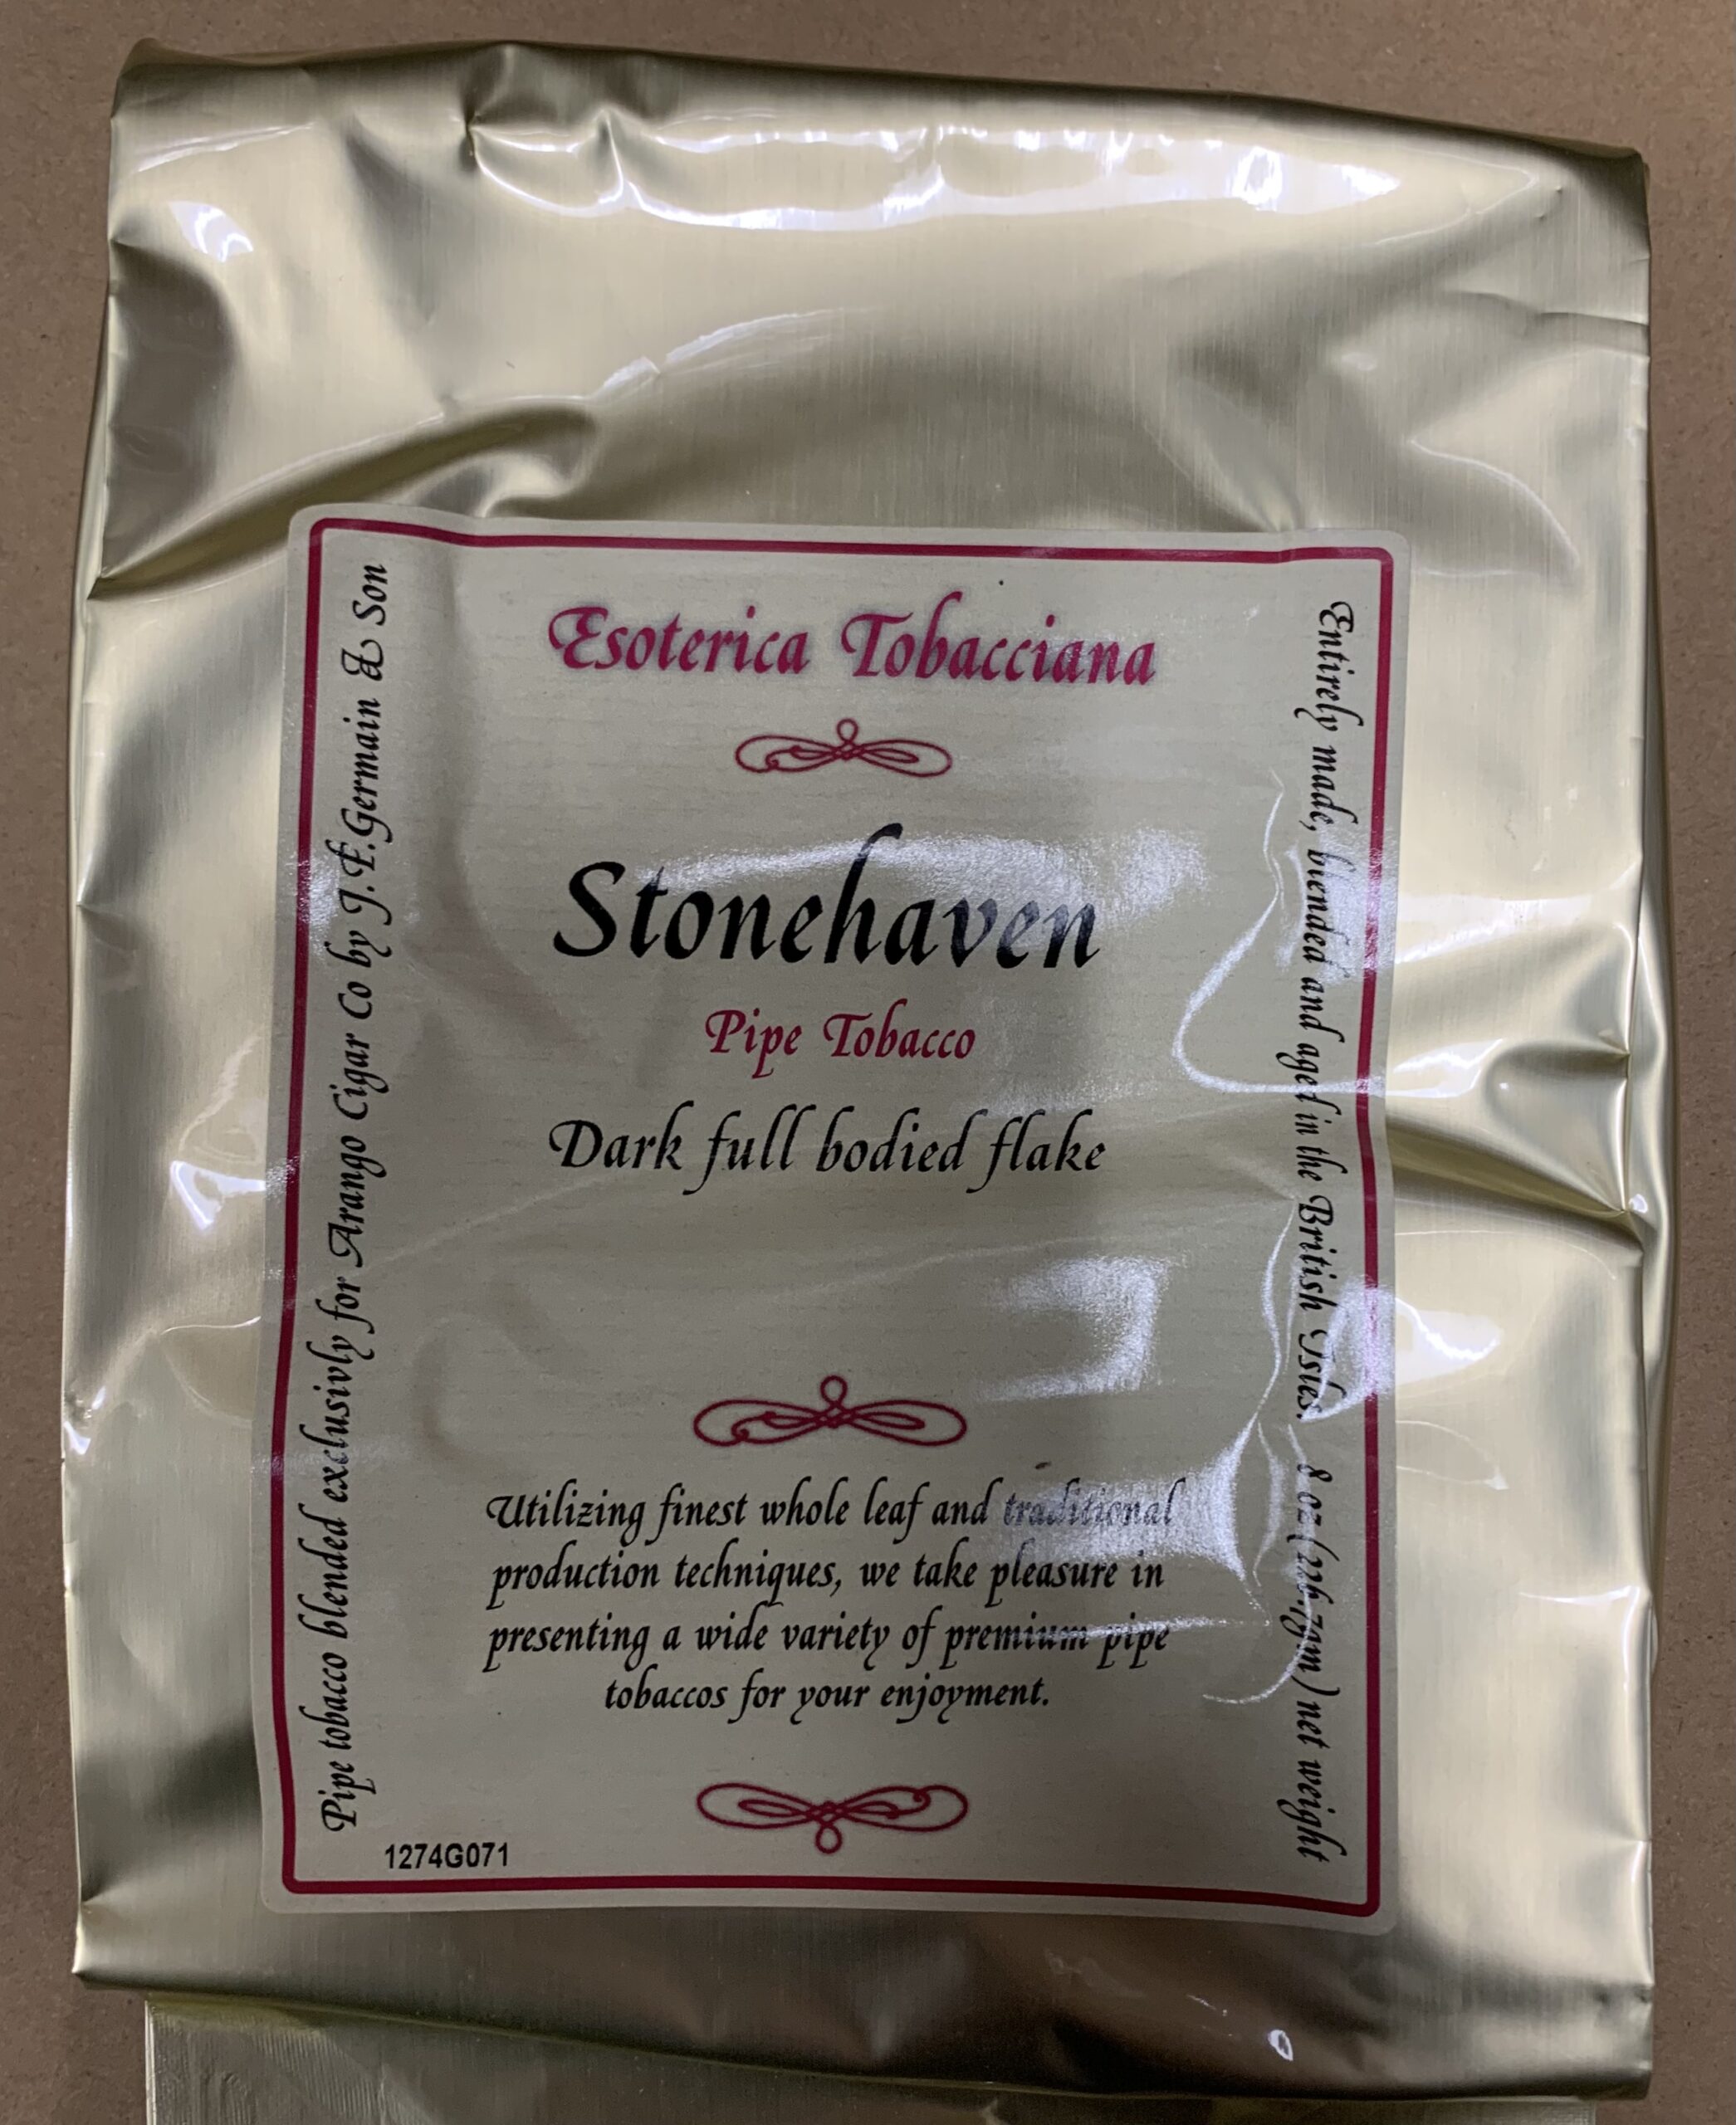 Esoterica Tobacciana
Stonehaven
Pipe Tobacco
Dark full bodied flake
Utilizing finest whole leaf and traditional
production techniques, we take pleasure in
presenting a wide variety of premium pipe
tobaccos for your enjoyment.
Pipe tobacco blended exclusivly for Arango Cigar Co by J.F.Germain & Son
Entirely made, blended and aged in the British Isles. 8 oz (226.7gm) net weight
1274G071